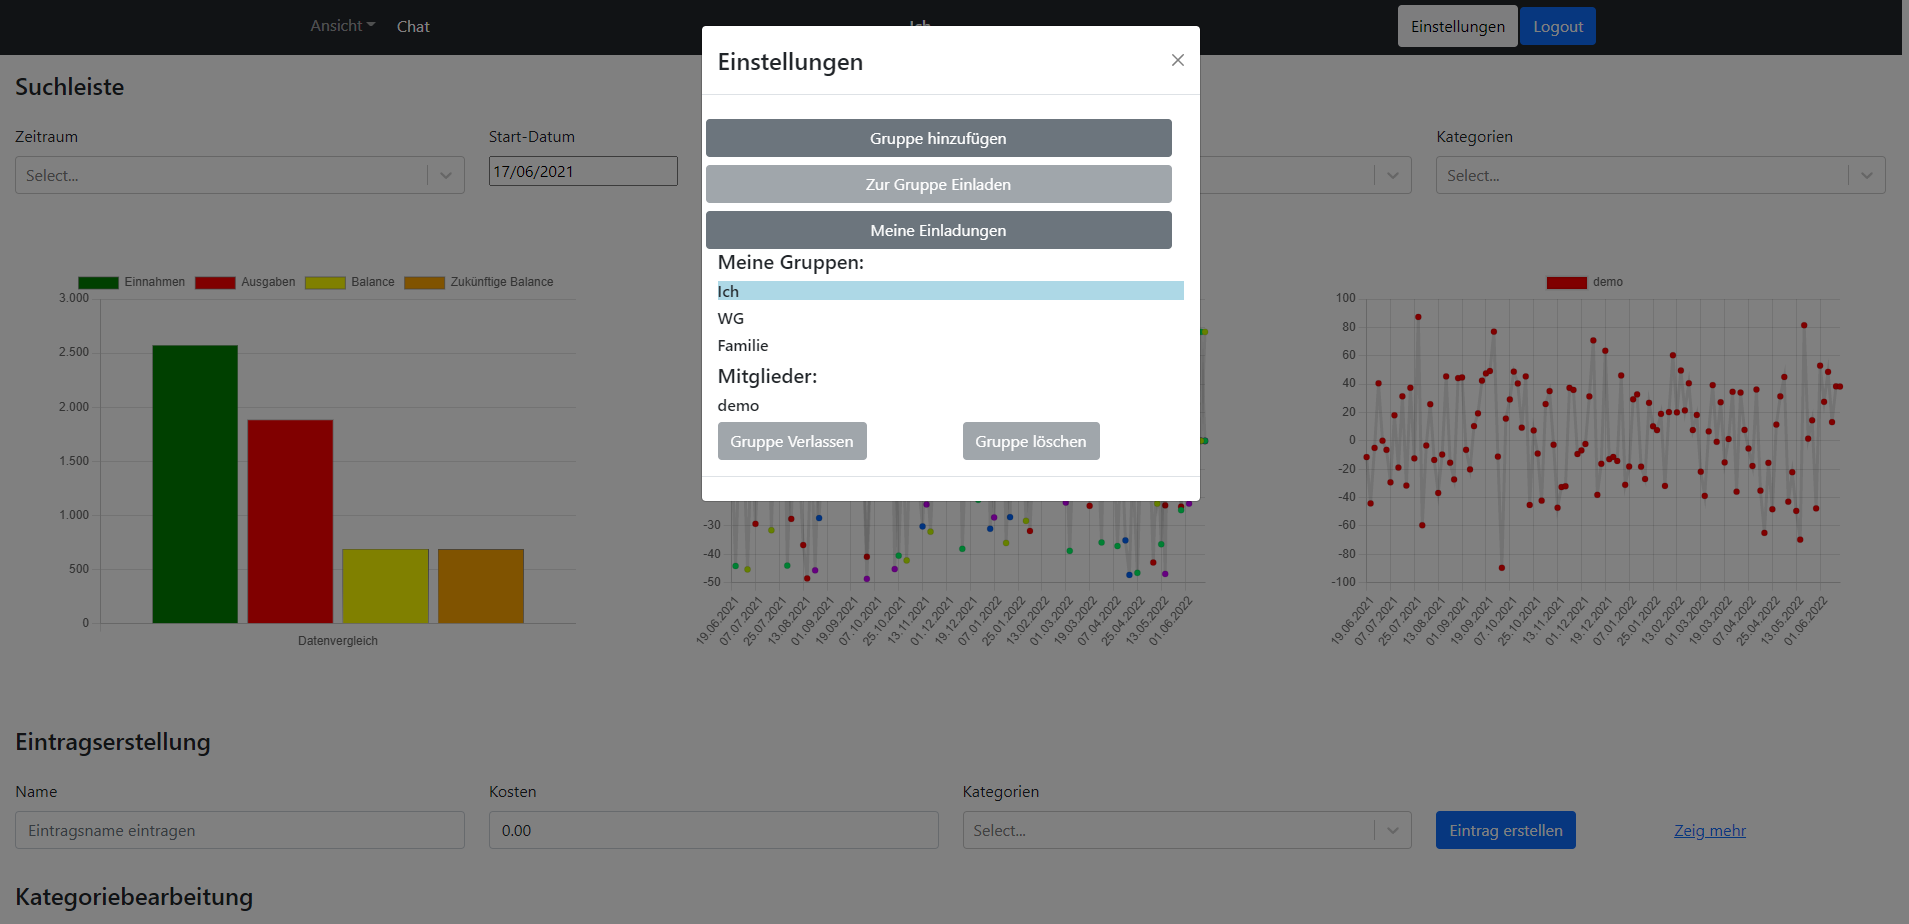 Ansicht Chat Ich Einstellungen Logout
Einstellungen ×
Suchleiste
Zeitraum Start-Datum Kategorien
Select... 17/06/2021 Select...
Gruppe hinzufügen
Zur Gruppe Einladen
Meine Einladungen
Meine Gruppen:
Ich
WG
Familie
Mitglieder:
demo
Gruppe Verlassen Gruppe löschen
Einnahmen Ausgaben Balance Zukünftige Balance
3.000
2.500
2.000
1.500
1.000
500
0
Datenvergleich
-30
-40
-50
19.06.2021 07.07.2021 25.07.2021 13.08.2021 01.09.2021 19.09.2021 07.10.2021 25.10.2021 13.11.2021 01.12.2021 19.12.2021 07.01.2022 25.01.2022 13.02.2022 01.03.2022 19.03.2022 07.04.2022 25.04.2022 13.05.2022 01.06.2022
demo
100
80
60
40
20
0
-20
-40
-60
-80
-100
19.06.2021 07.07.2021 25.07.2021 13.08.2021 01.09.2021 19.09.2021 07.10.2021 25.10.2021 13.11.2021 01.12.2021 19.12.2021 07.01.2022 25.01.2022 13.02.2022 01.03.2022 19.03.2022 07.04.2022 25.04.2022 13.05.2022 01.06.2022
Eintragserstellung
Name Kosten Kategorien
Eintragsname eintragen 0.00 Select... Eintrag erstellen Zeig mehr
Kategoriebearbeitung